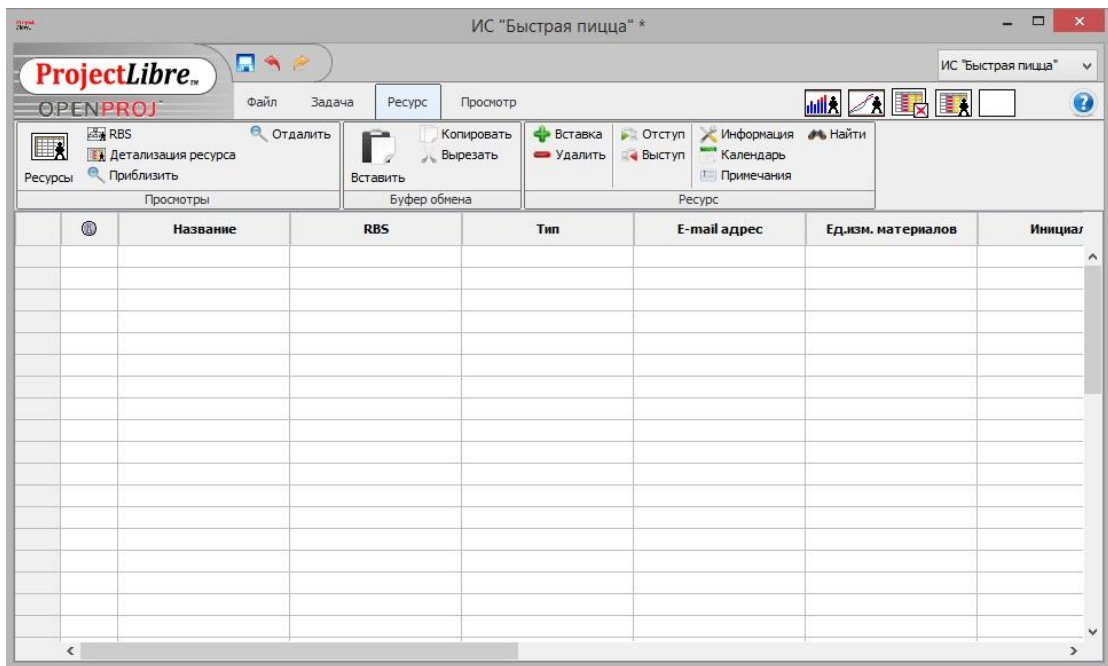 ИС "Быстрая пицца" *
ProjectLibre™
ИС "Быстрая пицца"
OPENPROJ
Файл Задача Ресурс Просмотр
RBS Отдалить Копировать Вставка Отступ Информация Найти
Детализация ресурса Вырезать Удалить Выступ Календарь
Ресурсы Приблизить Вставить Примечания
Просмотры Буфер обмена Ресурс
Название RBS Тип E-mail адрес Ед.изм. материалов Инициал